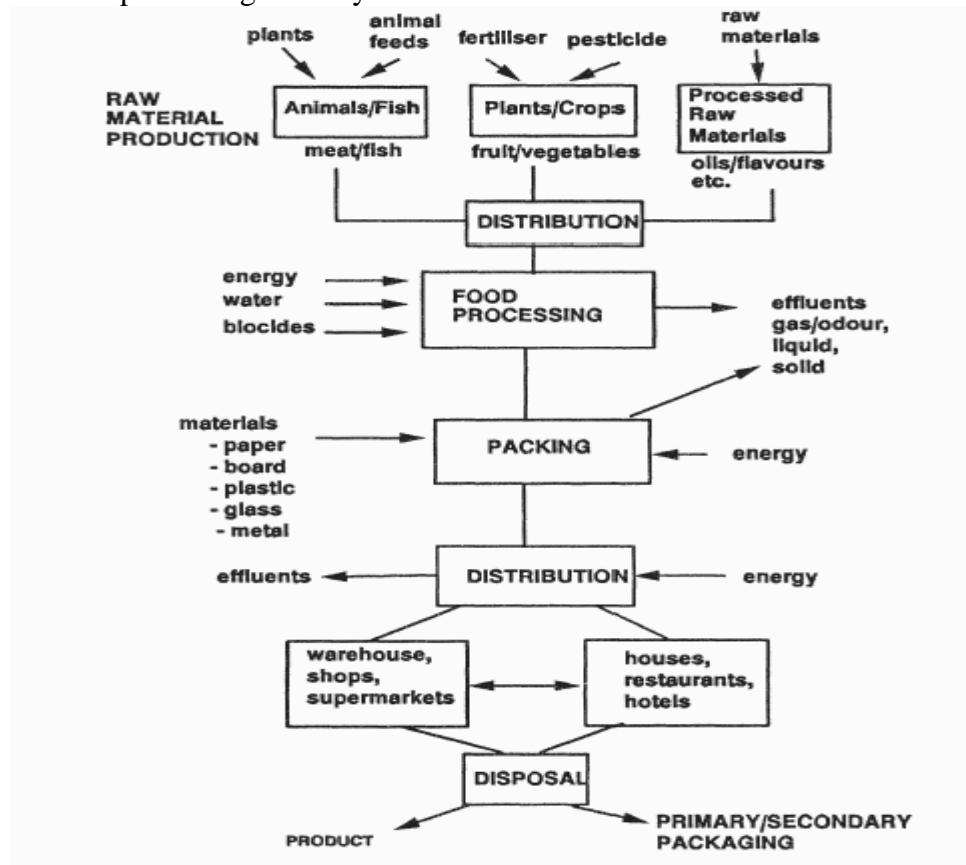 plants
animal
feeds
fertiliser
pesticide
raw
materials
RAW
MATERIAL
PRODUCTION
Animals/Fish
Plants/Crops
Processed
Raw
Materials
meat/fish
fruit/vegetables
oils/flavours
etc.
DISTRIBUTION
energy
water
biocides
FOOD
PROCESSING
effluents
gas/odour,
liquid,
solid
materials
- paper
- board
- plastic
- glass
- metal
PACKING
energy
effluents
DISTRIBUTION
energy
warehouse,
shops,
supermarkets
houses,
restaurants,
hotels
DISPOSAL
PRODUCT
PRIMARY/SECONDARY
PACKAGING